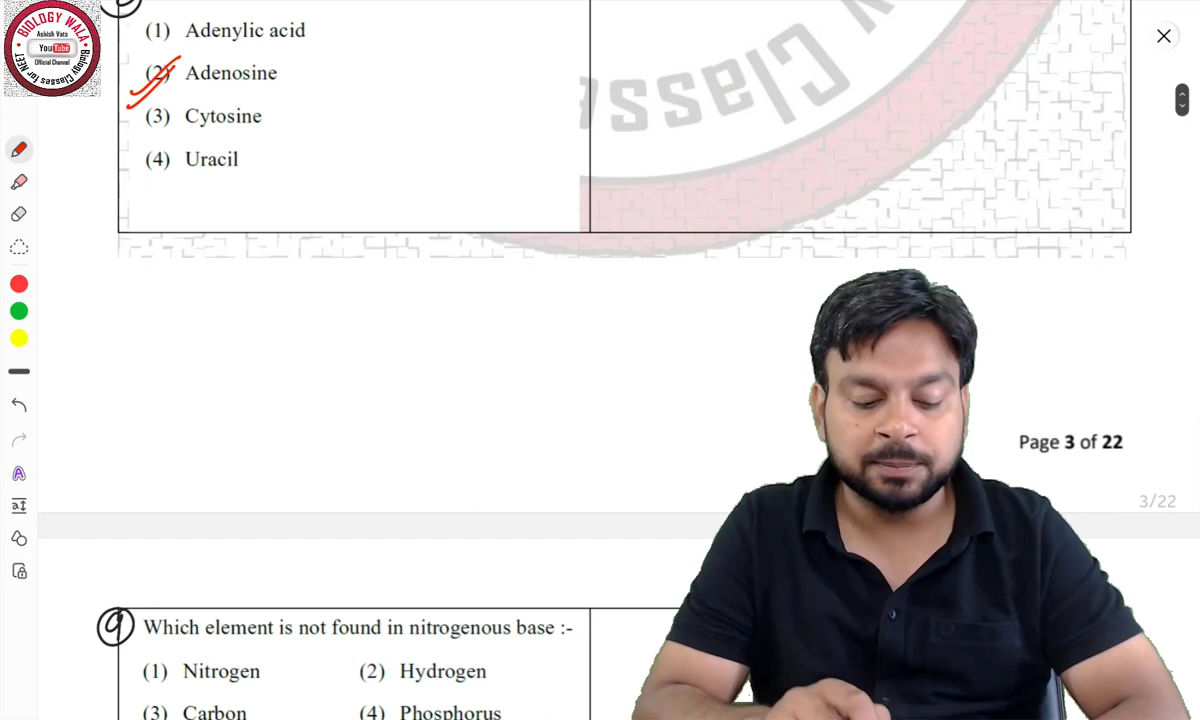 BIOLOGY WALA
Ashish Vats
YouTube
Official Channel
Biology Classes for NEET
(1) Adenylic acid
(2) Adenosine
(3) Cytosine
(4) Uracil
Class
Page 3 of 22
3/22
9 Which element is not found in nitrogenous base :-
(1) Nitrogen (2) Hydrogen
(3) Carbon (4) Phosphorus